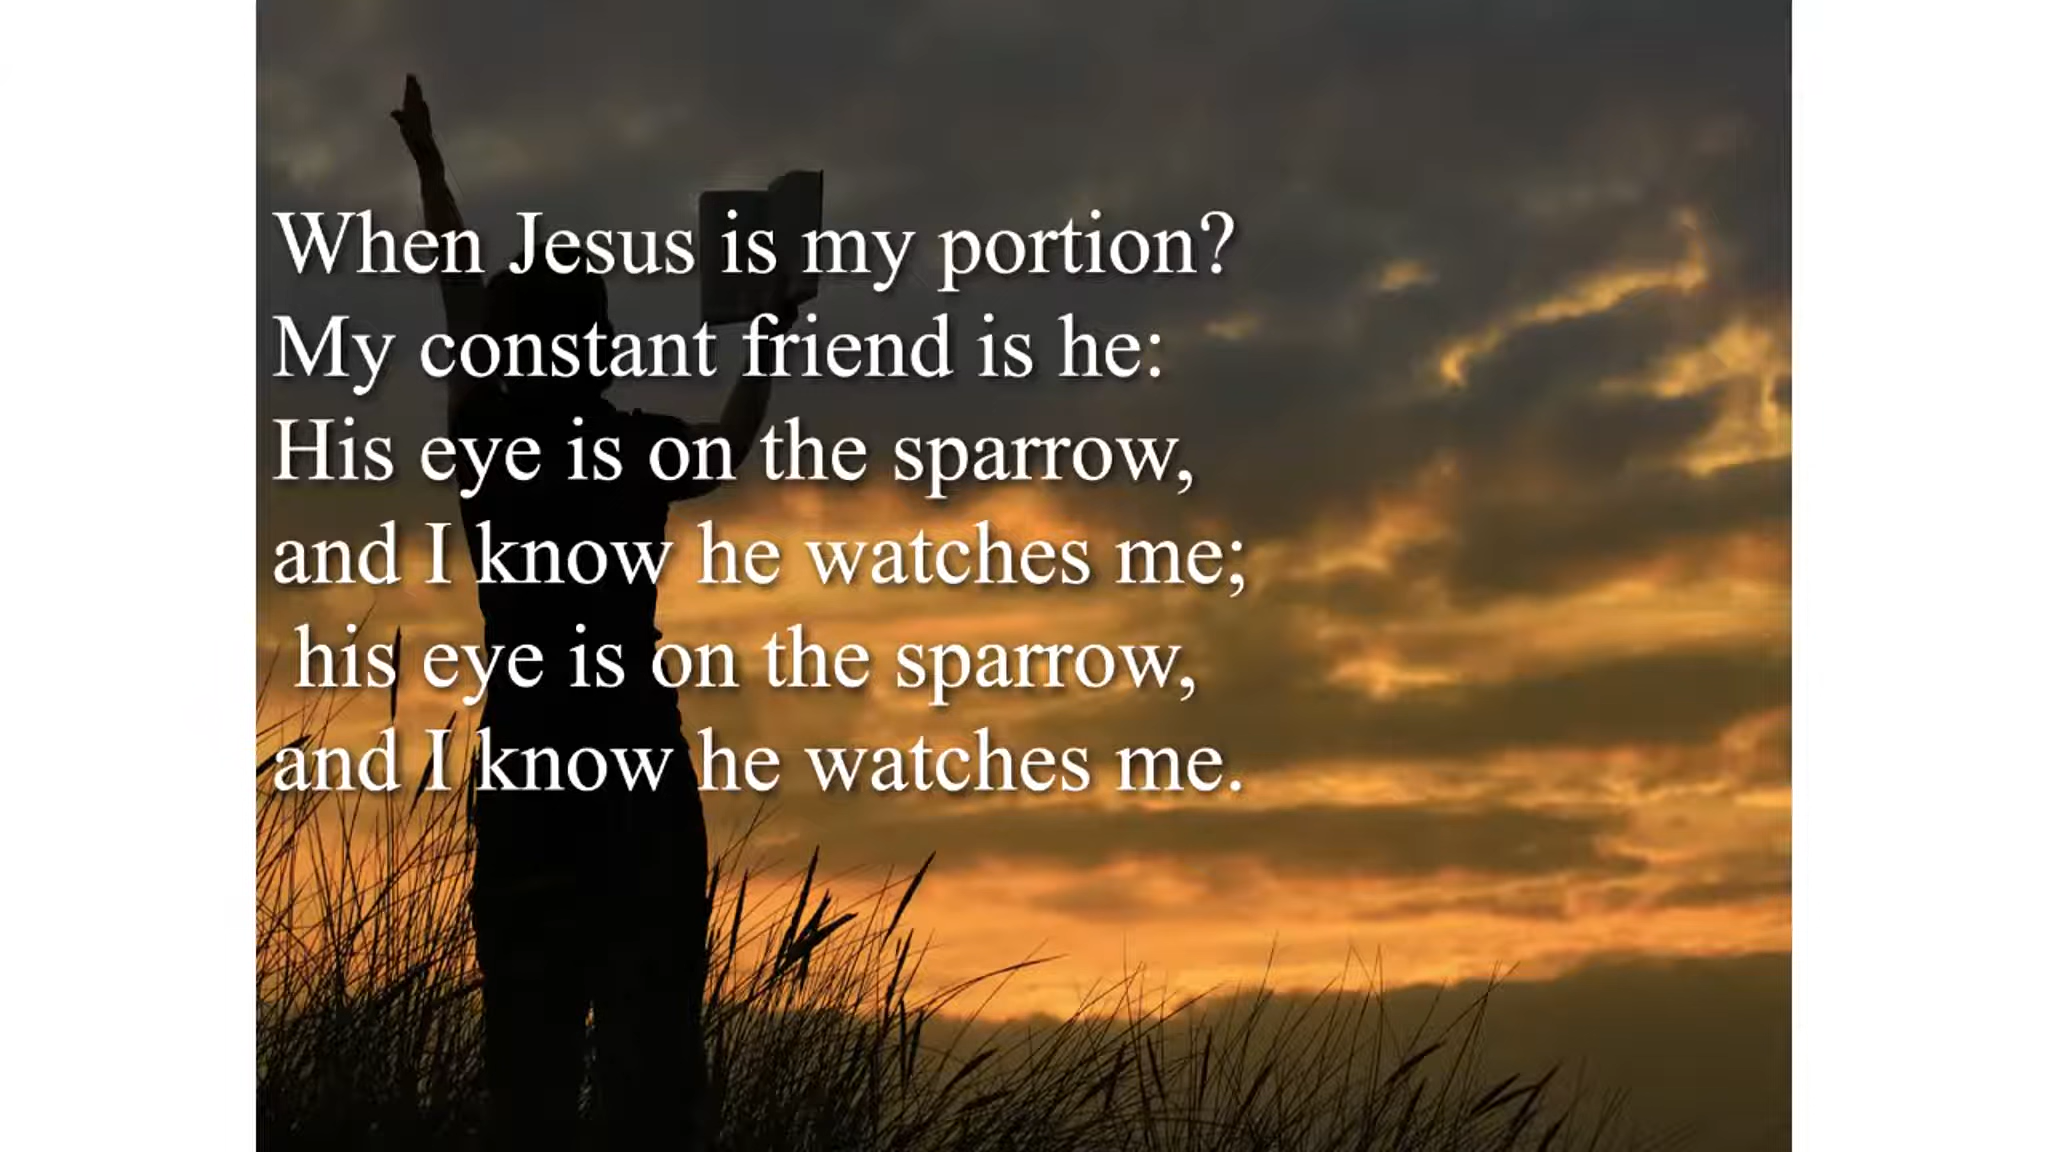 When Jesus is my portion?
My constant friend is he:
His eye is on the sparrow,
and I know he watches me;
his eye is on the sparrow,
and I know he watches me.